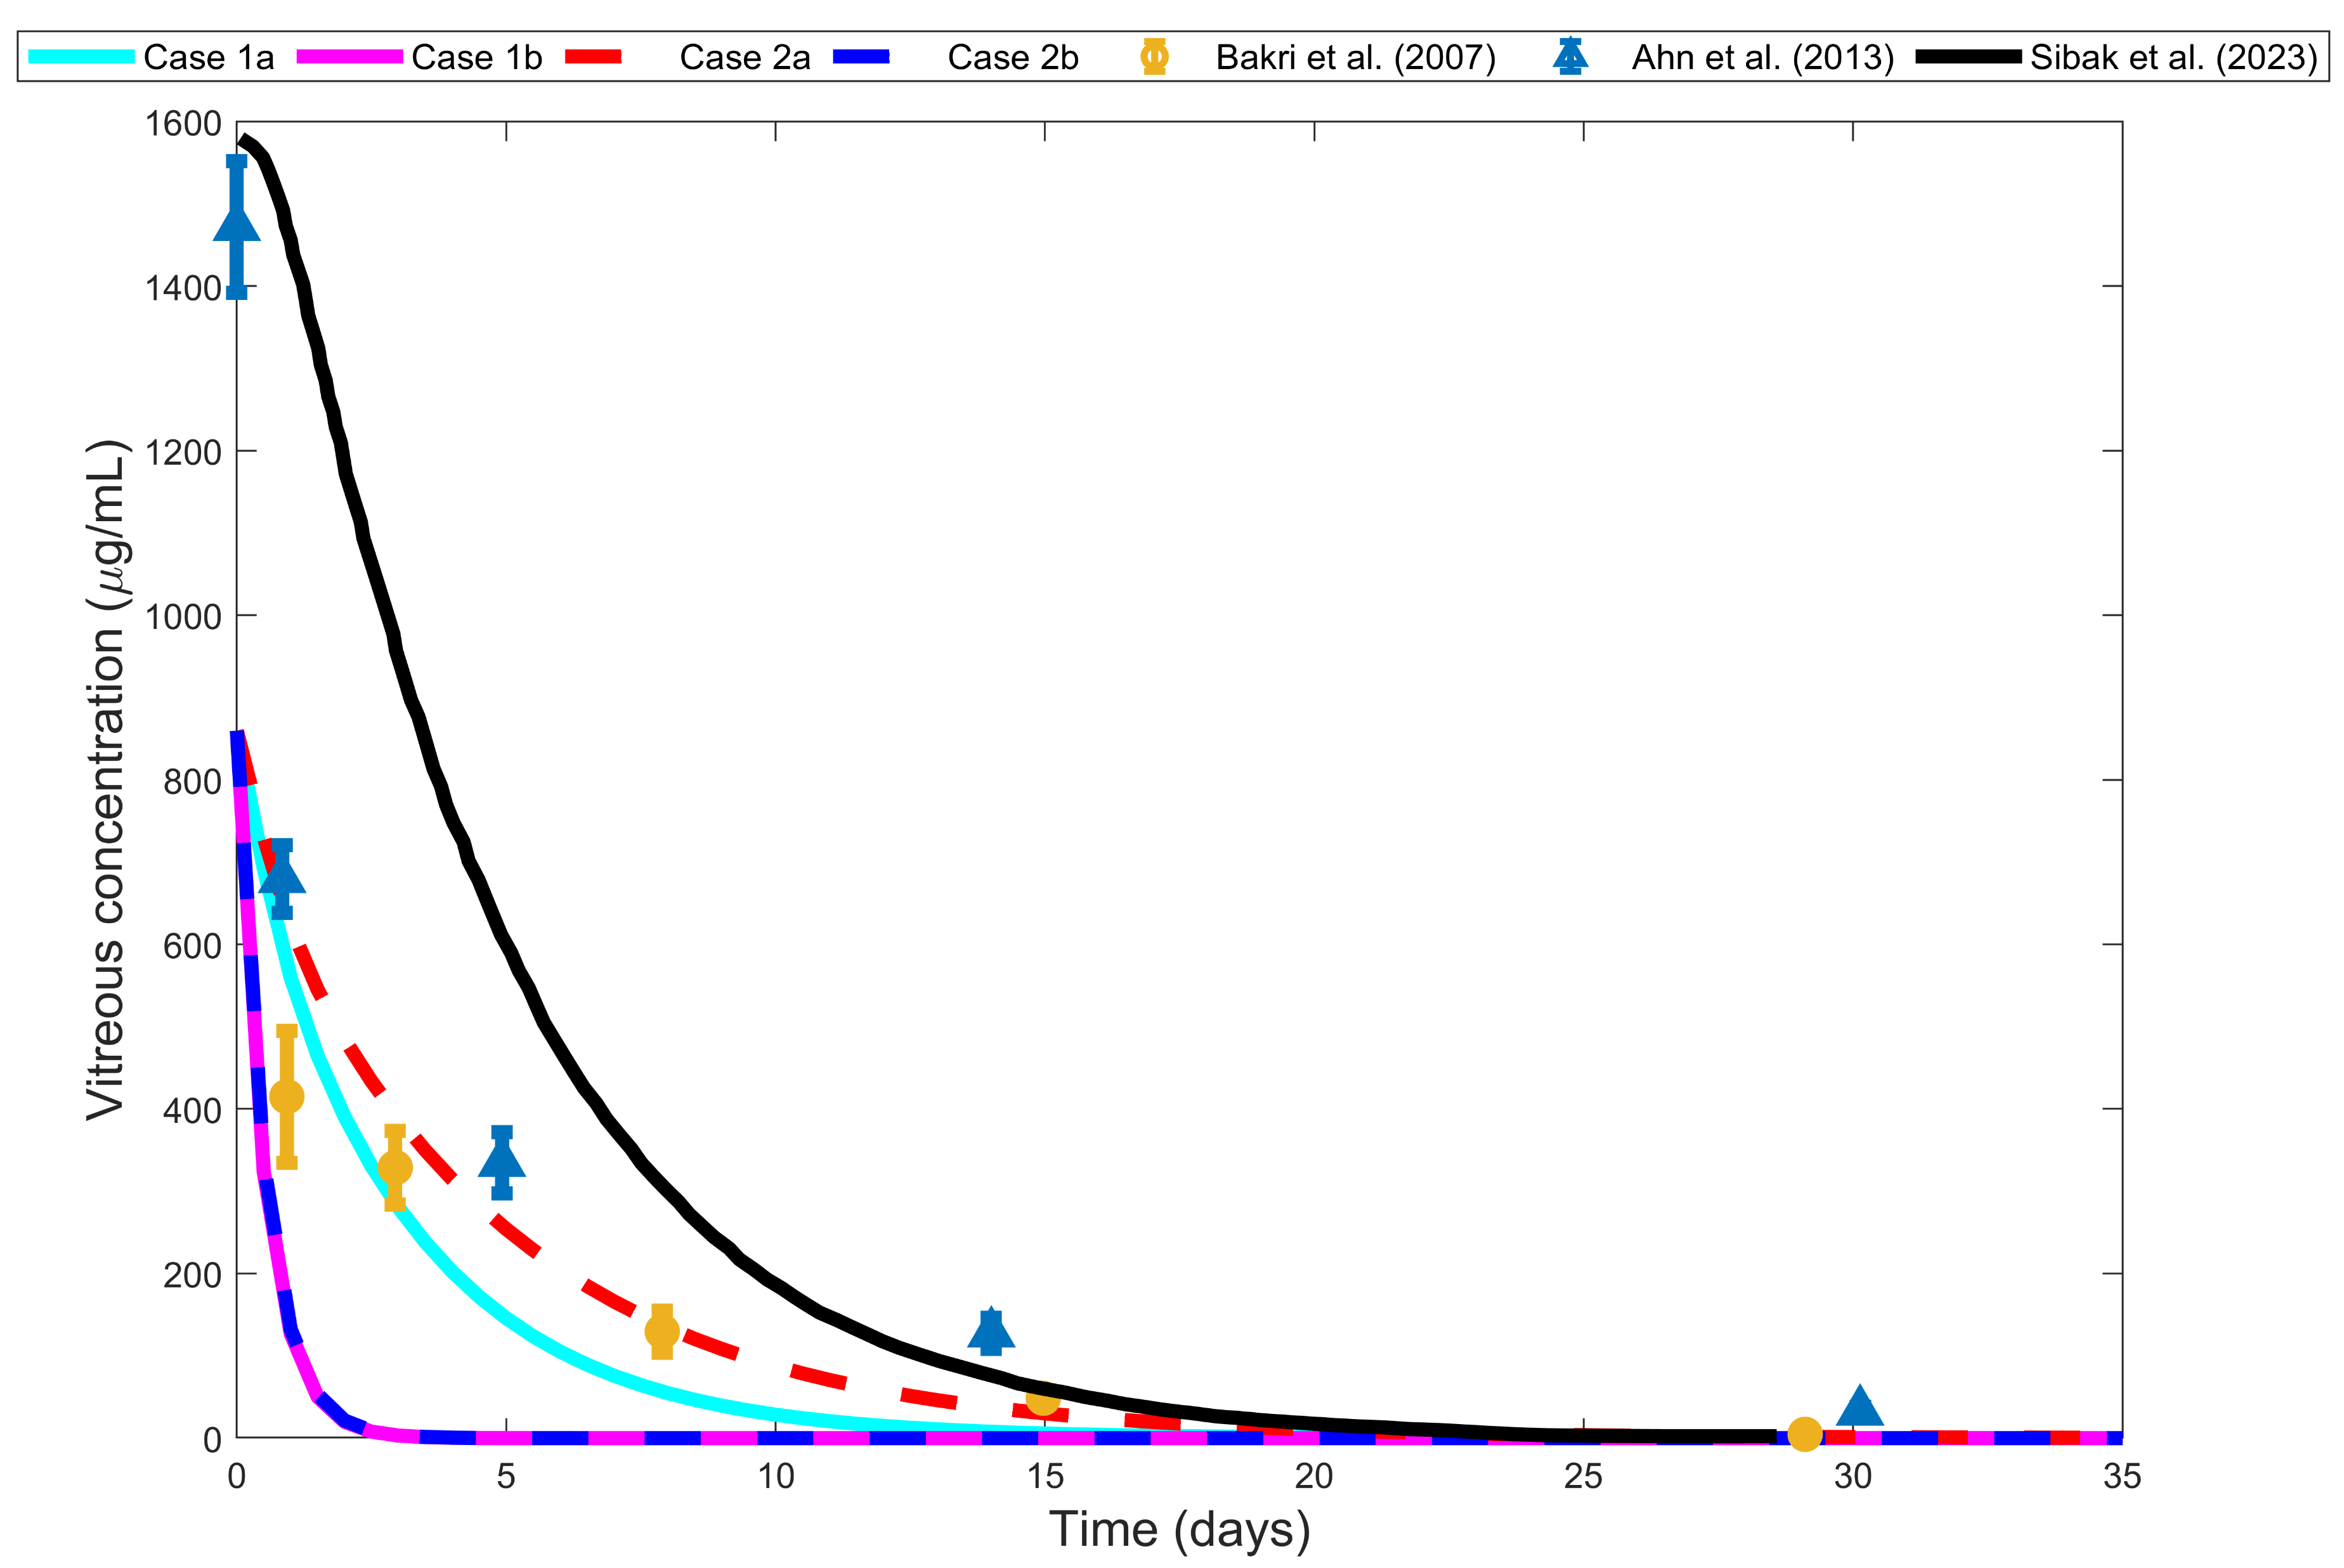 Case 1a Case 1b Case 2a Case 2b Bakri et al. (2007) Ahn et al. (2013) Sibak et al. (2023)
1600
1400
1200
1000
800
600
400
200
0
Vitreous concentration (μg/mL)
0 5 10 15 20 25 30 35
Time (days)